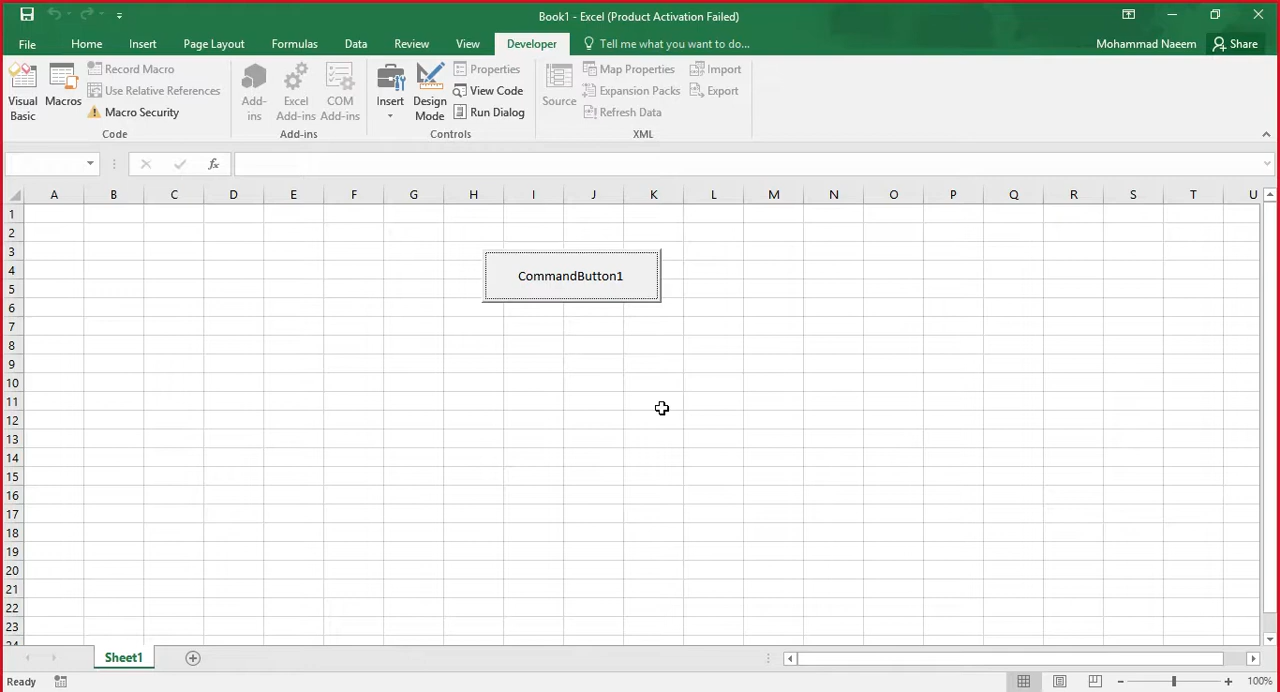 Book1 - Excel (Product Activation Failed)
File Home Insert Page Layout Formulas Data Review View Developer Tell me what you want to do... Mohammad Naeem Share
Visual Basic
Macros
Record Macro
Use Relative References
Macro Security
Code
Add-ins
Excel Add-ins
COM Add-ins
Add-ins
Insert
Design Mode
Properties
View Code
Run Dialog
Controls
Source
Map Properties
Expansion Packs
Refresh Data
Import
Export
XML
fx
A B C D E F G H I J K L M N O P Q R S T U
1
2
3
4
5
6
7
8
9
10
11
12
13
14
15
16
17
18
19
20
21
22
23
24
CommandButton1
Sheet1
Ready
100%